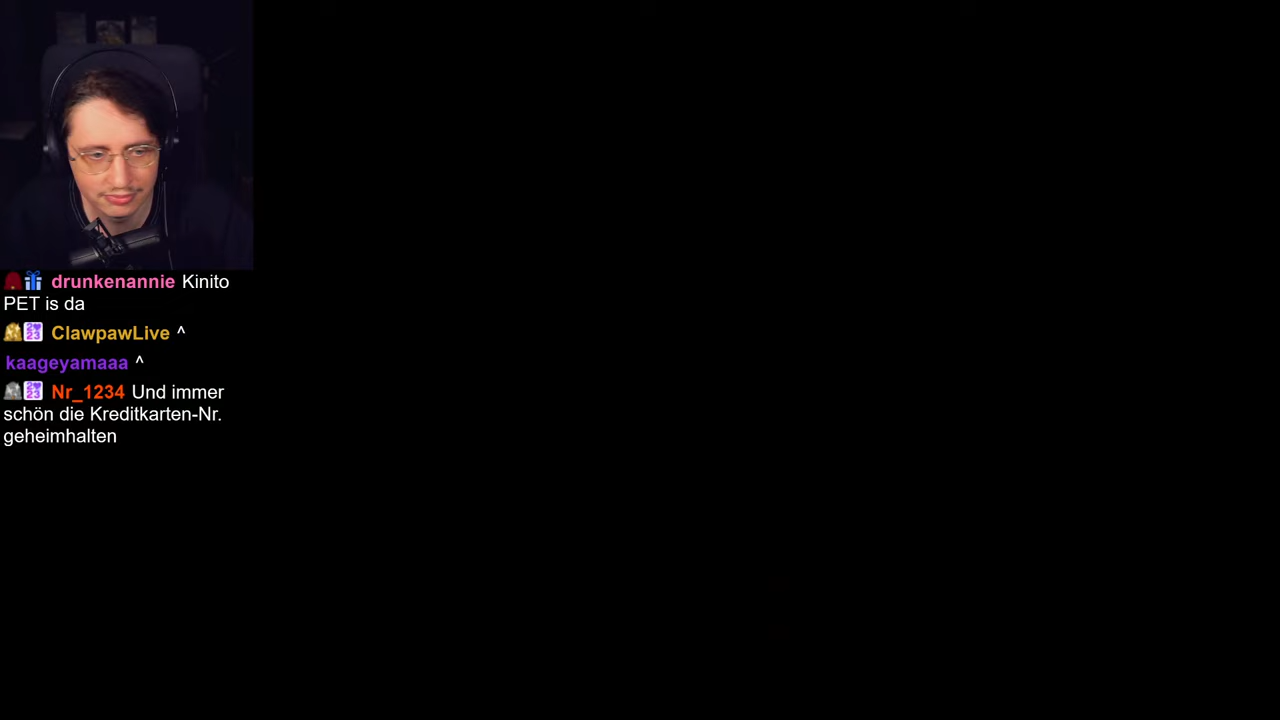 drunkenannie Kinito
PET is da
ClawpawLive ^
kaageyamaaa ^
Nr_1234 Und immer
schön die Kreditkarten-Nr.
geheimhalten